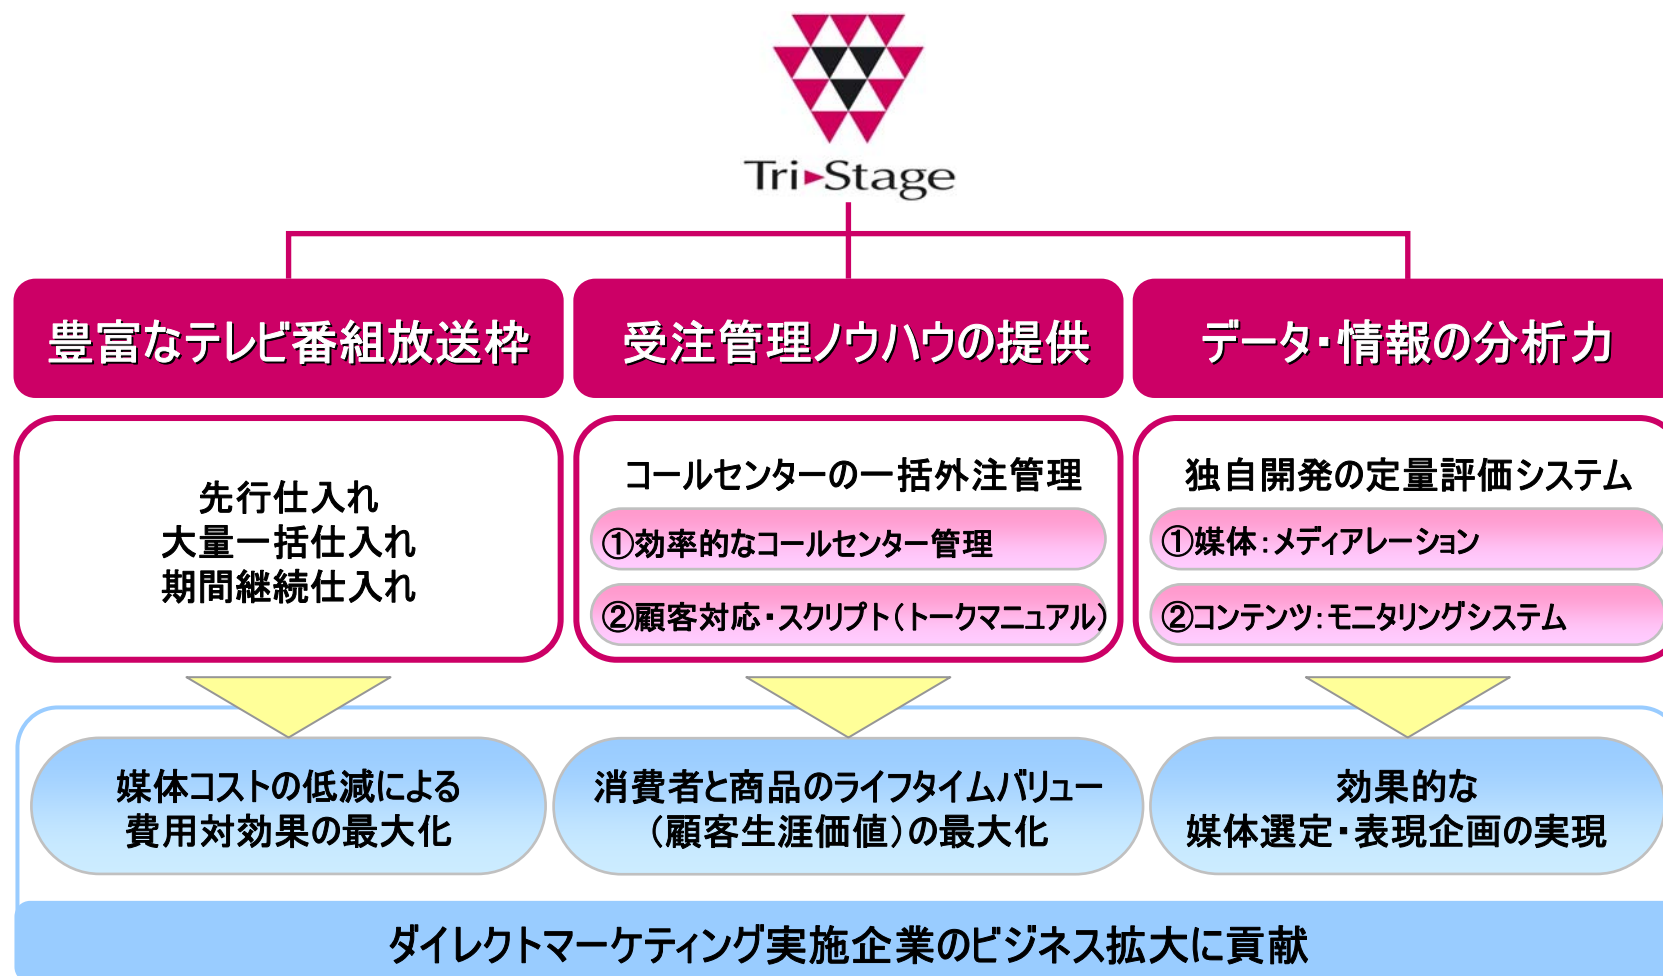 Tri Stage
豊富なテレビ番組放送枠
受注管理ノウハウの提供
データ・情報の分析力
先行仕入れ
大量一括仕入れ
期間継続仕入れ
コールセンターの一括外注管理
①効率的なコールセンター管理
②顧客対応・スクリプト（トークマニュアル）
独自開発の定量評価システム
①媒体：メディアレーション
②コンテンツ：モニタリングシステム
媒体コストの低減による
費用対効果の最大化
消費者と商品のライフタイムバリュー
（顧客生涯価値）の最大化
効果的な
媒体選定・表現企画の実現
ダイレクトマーケティング実施企業のビジネス拡大に貢献